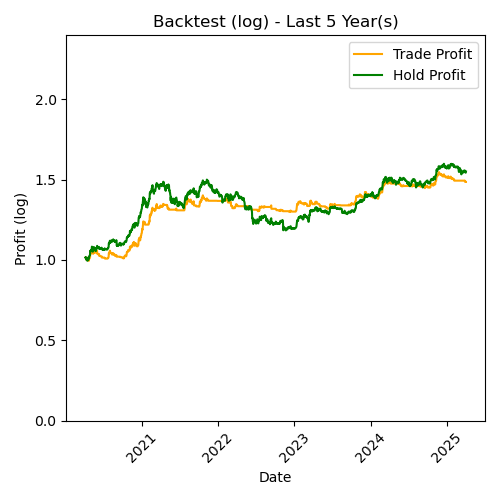 Backtest (log) - Last 5 Year(s)
Trade Profit
Hold Profit
Profit (log)
2.0
1.5
1.0
0.5
0.0
2021
2022
2023
2024
2025
Date